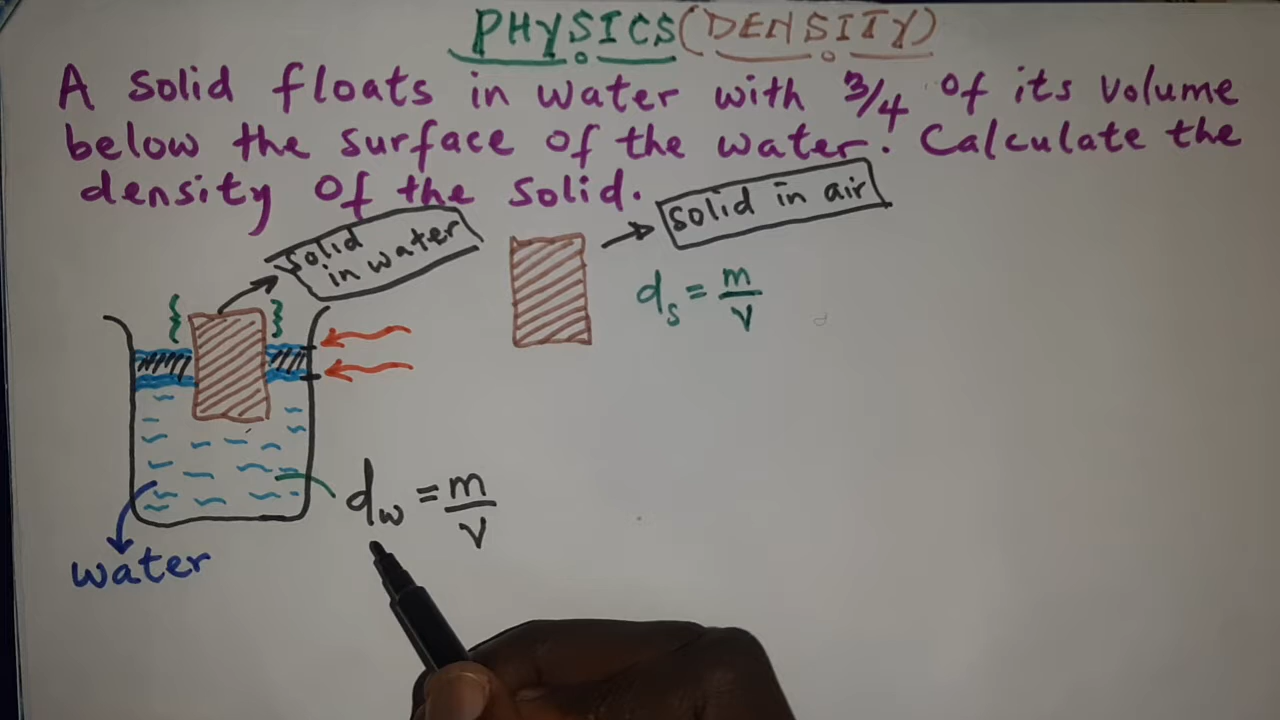 PHYSICS(DENSITY)
A solid floats in water with 3/4 of its volume
below the surface of the water. Calculate the
density of the solid.
solid in air
solid
in water
ds = m/v
dw = m/v
water